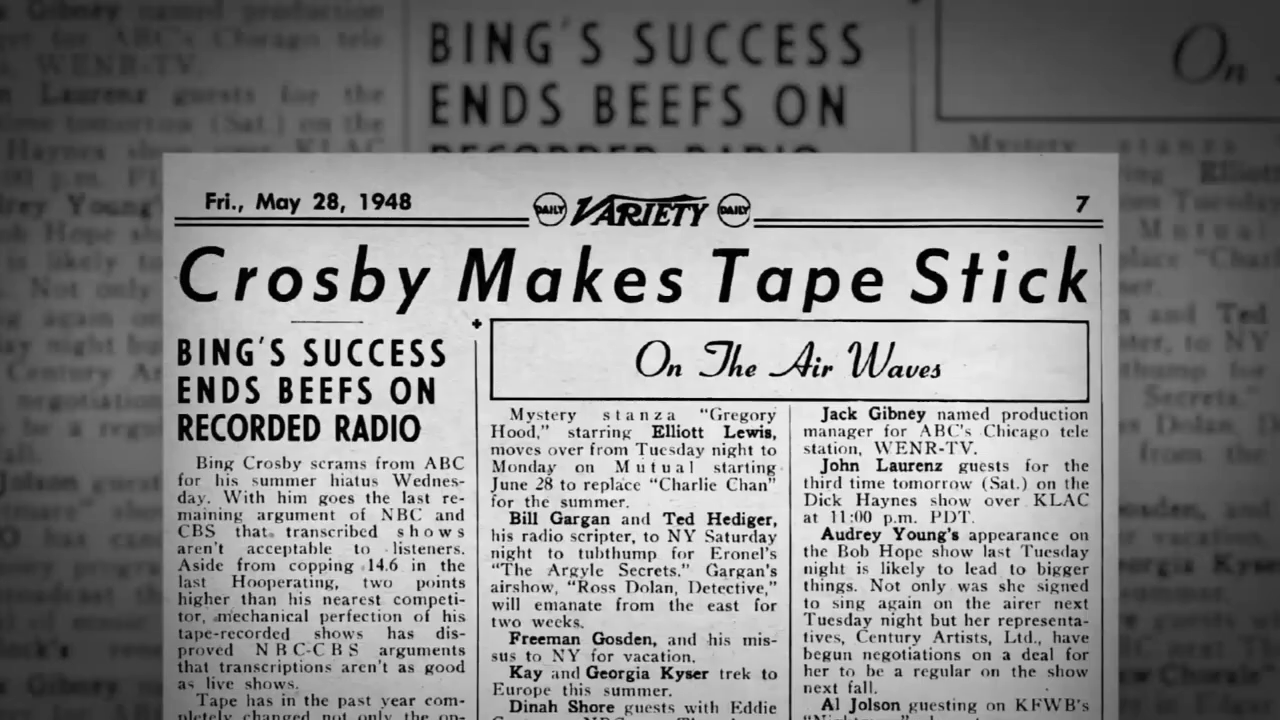 BING'S SUCCESS
ENDS BEEFS ON
RECORDED RADIO
On
Fri., May 28, 1948
DAILY VARIETY DAILY
7
Crosby Makes Tape Stick
BING'S SUCCESS
ENDS BEEFS ON
RECORDED RADIO
Bing Crosby scrams from ABC
for his summer hiatus Wednes-
day. With him goes the last re-
maining argument of NBC and
CBS that transcribed shows
aren't acceptable to listeners.
Aside from copping 14.6 in the
last Hooperating, two points
higher than his nearest competi-
tor, mechanical perfection of his
tape-recorded shows has dis-
proved NBC-CBS arguments
that transcriptions aren't as good
as live shows.
Tape has in the past year com-
pletely changed not only the op-
On The Air Waves
Mystery stanza "Gregory
Hood," starring Elliott Lewis,
moves over from Tuesday night to
Monday on Mutual starting
June 28 to replace "Charlie Chan"
for the summer.
Bill Gargan and Ted Hediger,
his radio scripter, to NY Saturday
night to tubthump for Eronel's
"The Argyle Secrets." Gargan's
airshow, "Ross Dolan, Detective,"
will emanate from the east for
two weeks.
Freeman Gosden, and his mis-
sus to NY for vacation.
Kay and Georgia Kyser trek to
Europe this summer.
Dinah Shore guests with Eddie
Jack Gibney named production
manager for ABC's Chicago tele
station, WENR-TV.
John Laurenz guests for the
third time tomorrow (Sat.) on the
Dick Haynes show over KLAC
at 11:00 p.m. PDT.
Audrey Young's appearance on
the Bob Hope show last Tuesday
night is likely to lead to bigger
things. Not only was she signed
to sing again on the airer next
Tuesday night but her representa-
tives, Century Artists, Ltd., have
begun negotiations on a deal for
her to be a regular on the show
next fall.
Al Jolson guesting on KFWB's